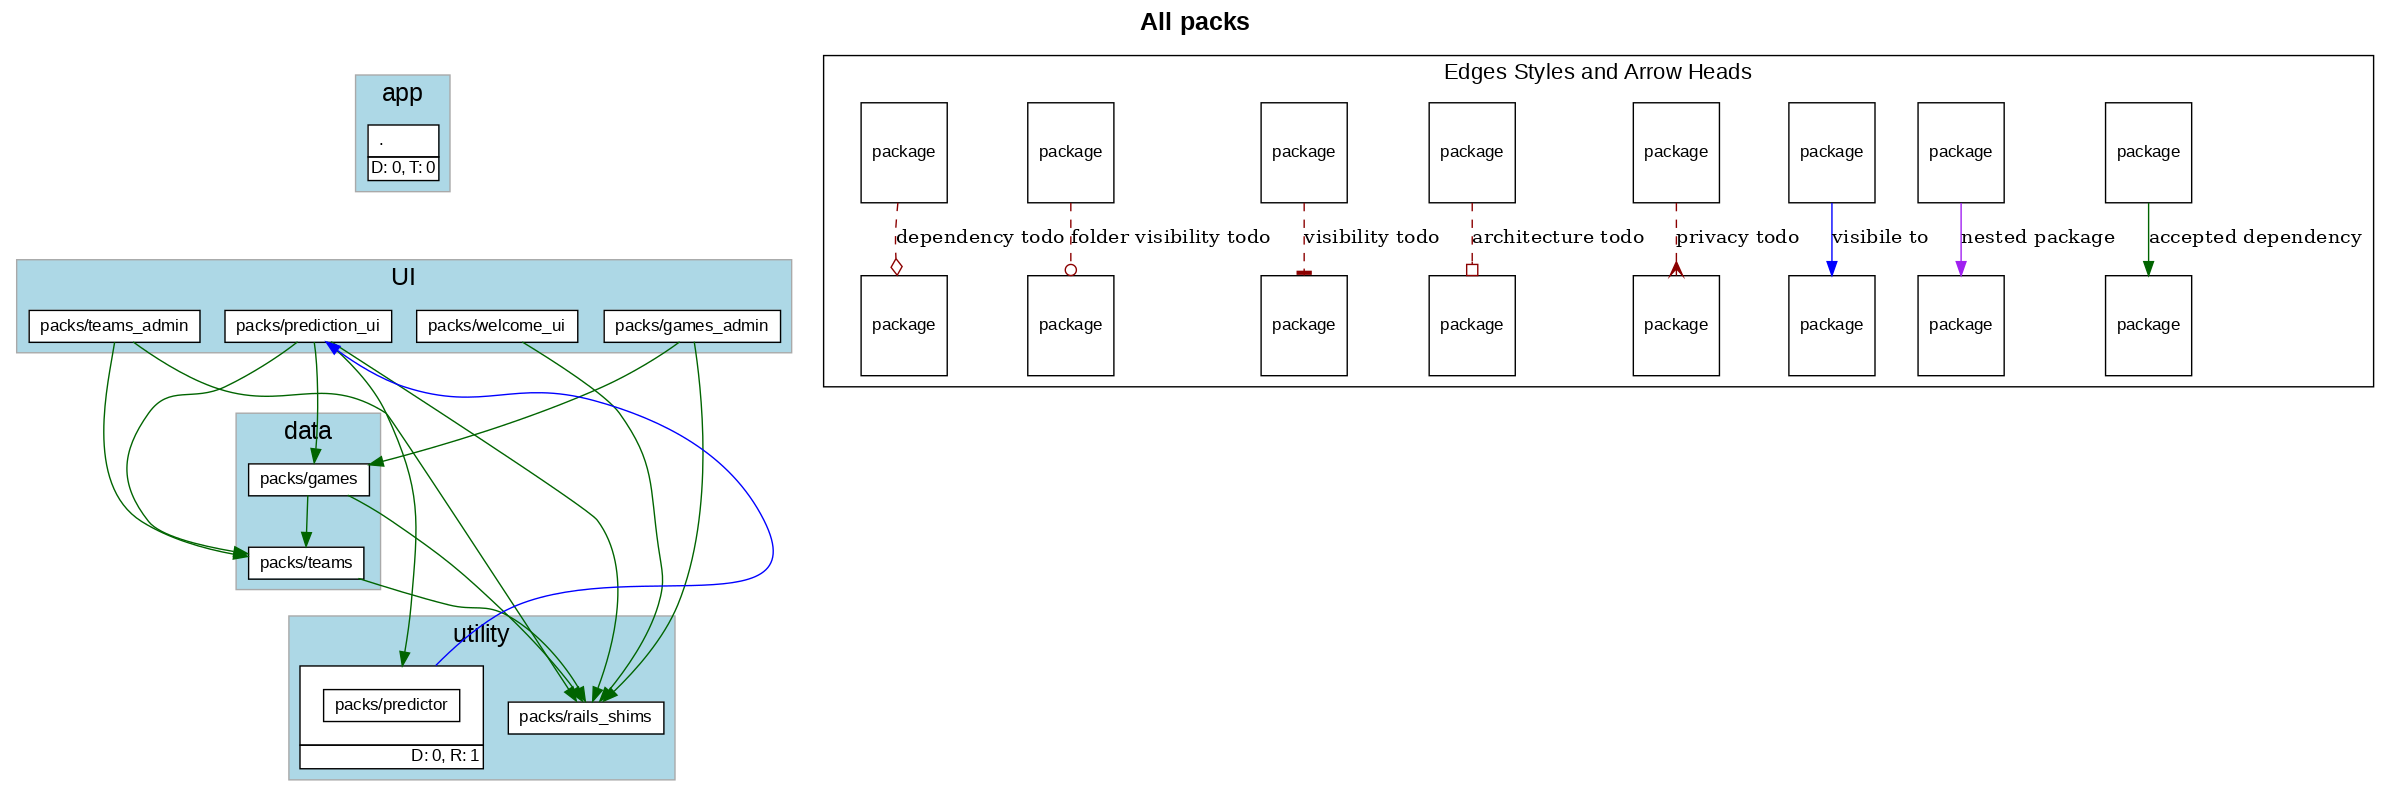 All packs
app
.
D: 0, T: 0
UI
packs/teams_admin
packs/prediction_ui
packs/welcome_ui
packs/games_admin
data
packs/games
packs/teams
utility
packs/predictor
D: 0, R: 1
packs/rails_shims
Edges Styles and Arrow Heads
package
package
package
package
package
package
package
package
dependency todo
folder visibility todo
visibility todo
architecture todo
privacy todo
visibile to
nested package
accepted dependency
package
package
package
package
package
package
package
package